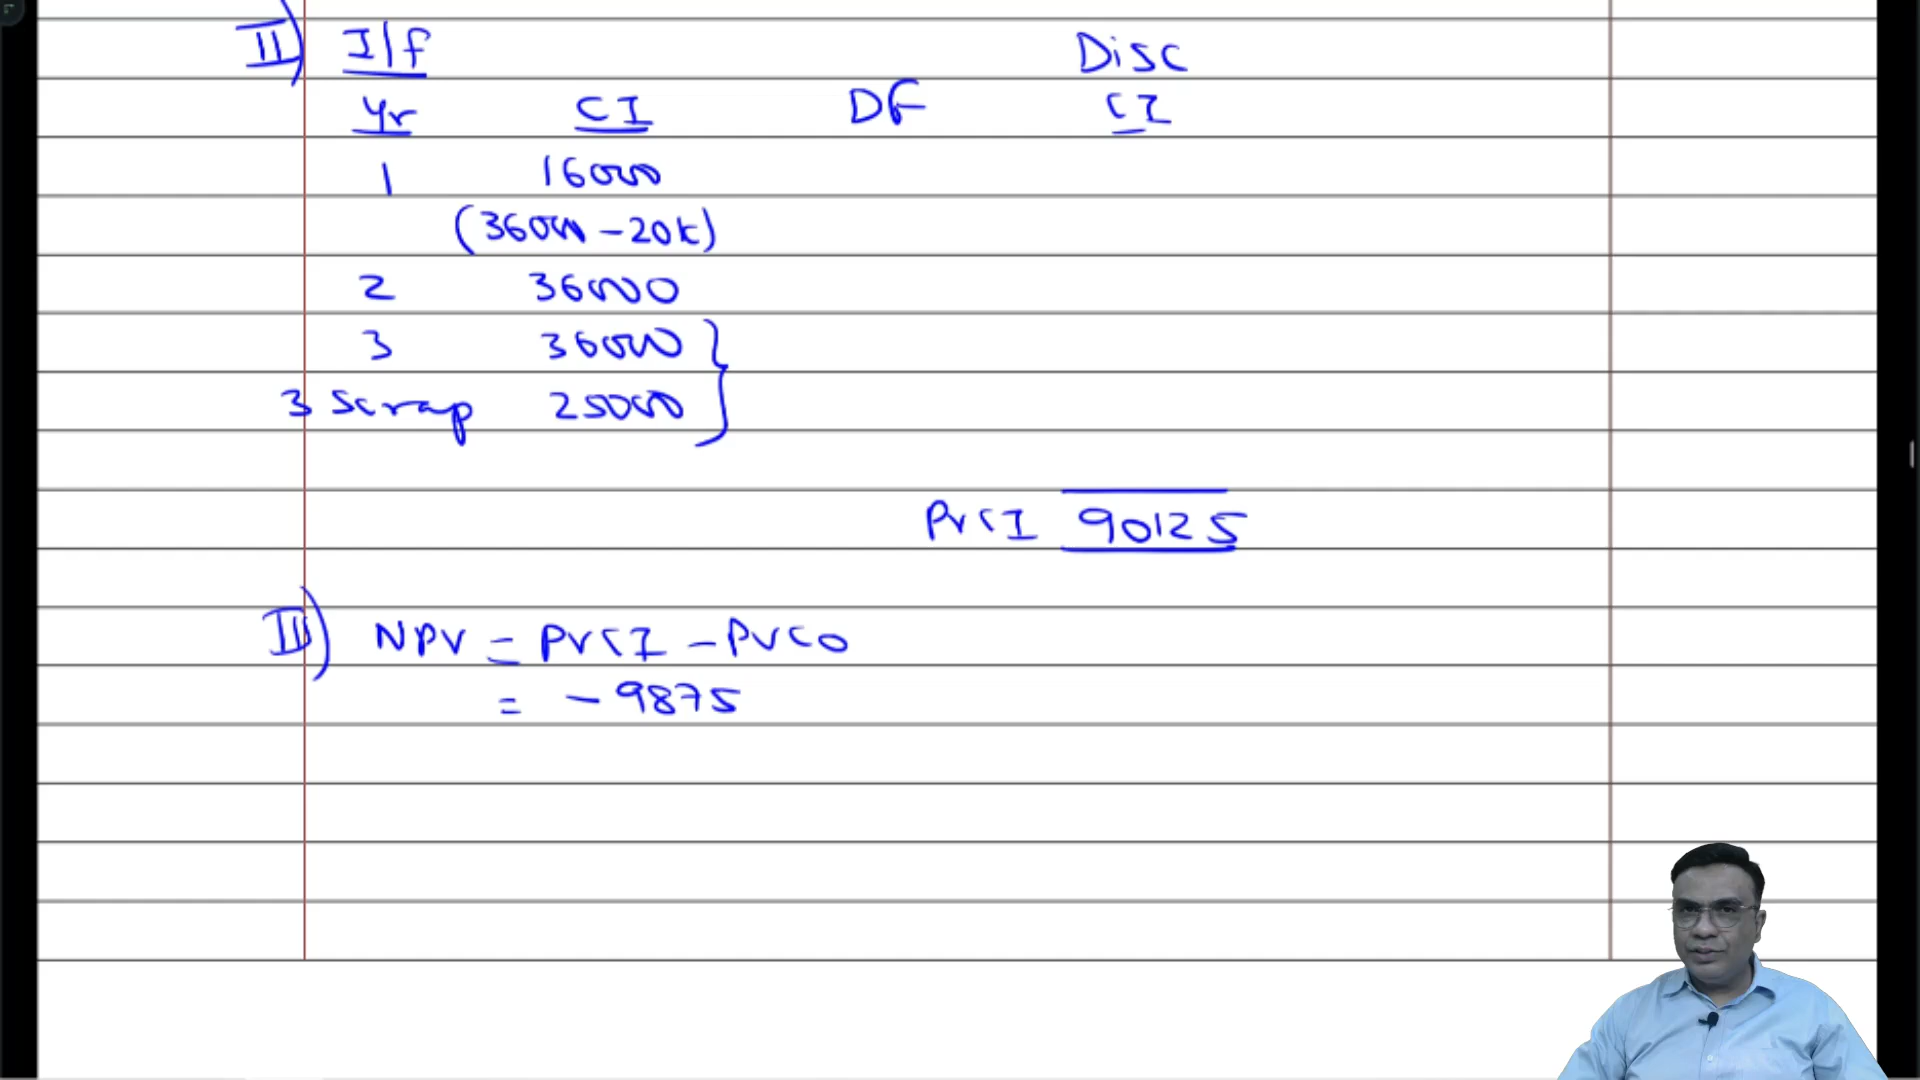 II) I/f Disc
Yr CI DF CI
1 16000
(36000 - 20k)
2 36000
3 36000
3 Scrap 25000
PVCI 90125
III) NPV = PVCI - PVCO
= - 9875